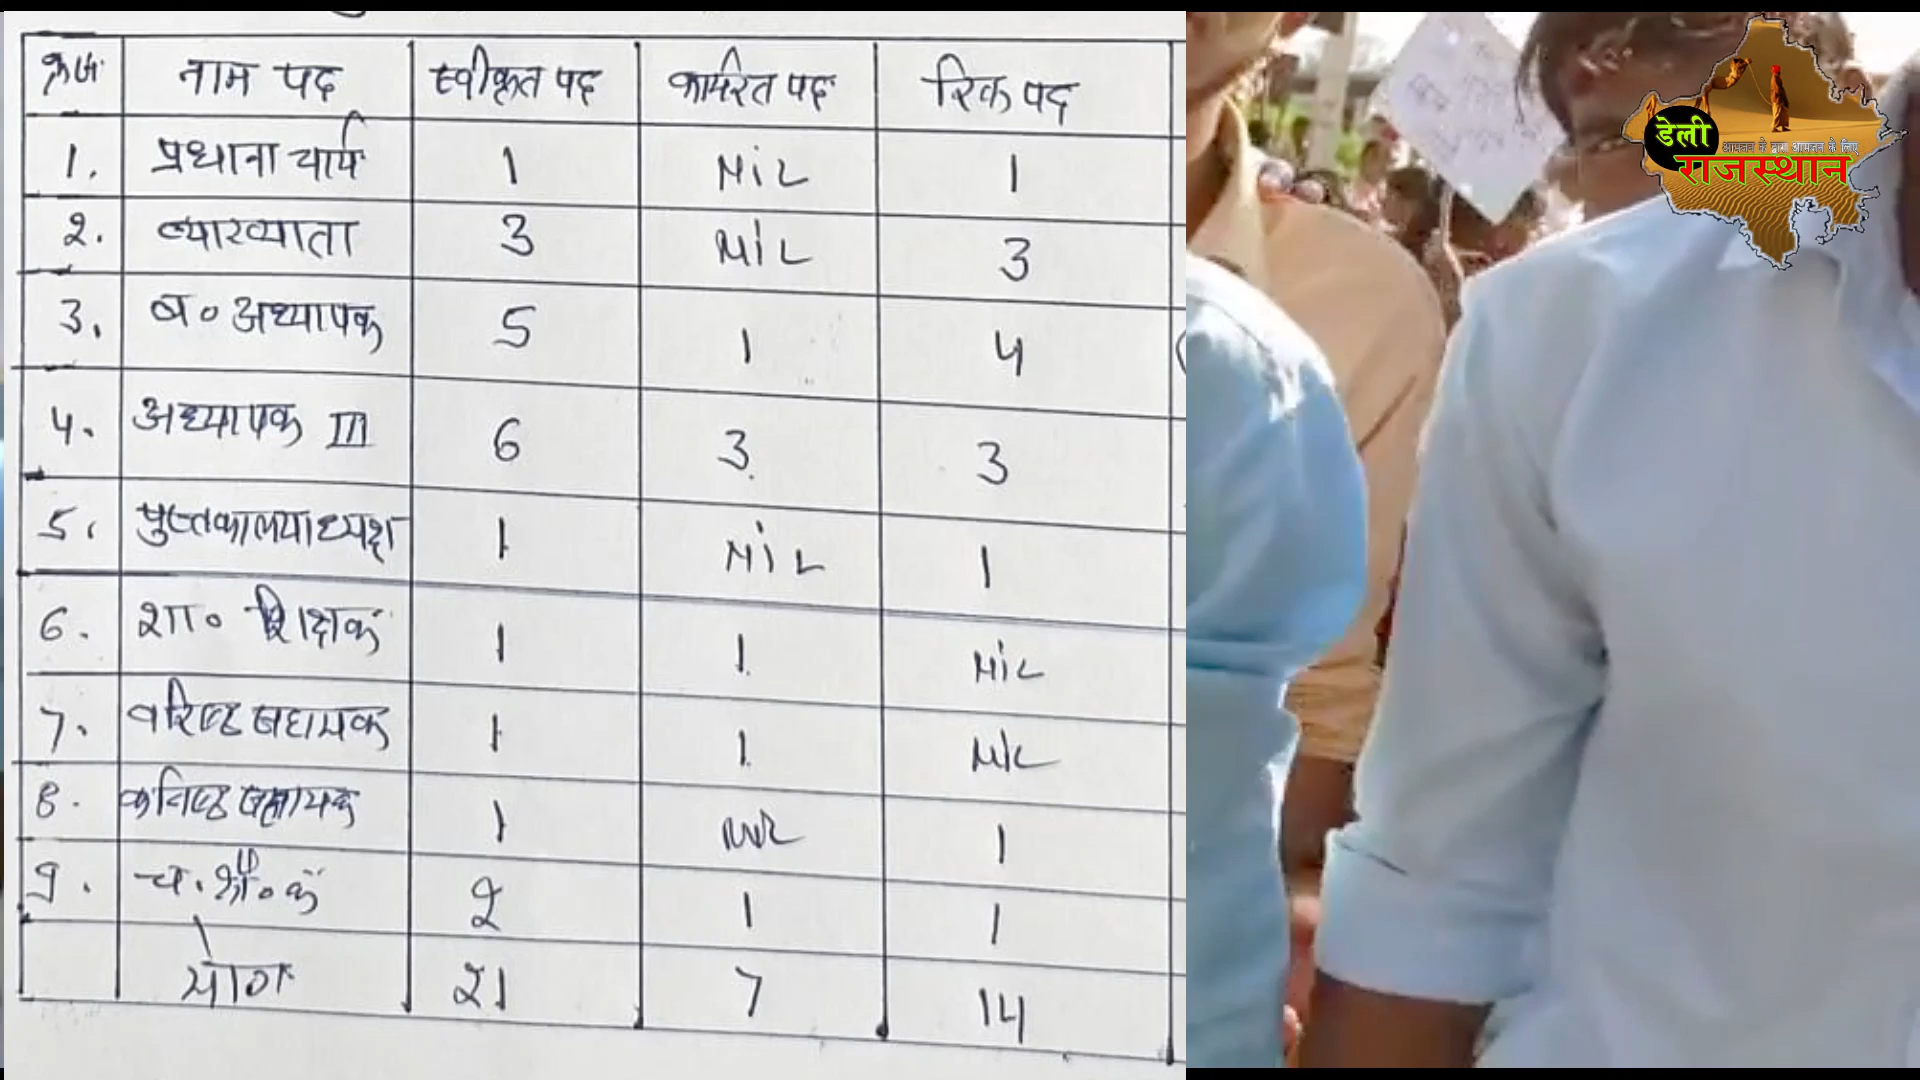 क्र.सं. नाम पद स्वीकृत पद कार्यरत पद रिक्त पद
1. प्रधानाचार्य 1 NiL 1
2. व्याख्याता 3 NiL 3
3. व॰ अध्यापक 5 1 4
4. अध्यापक III 6 3 3
5. पुस्तकालयाध्यक्ष 1 NiL 1
6. शा॰ शिक्षक 1 1 NiL
7. वरिष्ठ सहायक 1 1 NiL
8. कनिष्ठ सहायक 1 NiL 1
9. च. श्रे॰ क 2 1 1
योग 21 7 14
डेली
आमजन के द्वारा आमजन के लिए
राजस्थान